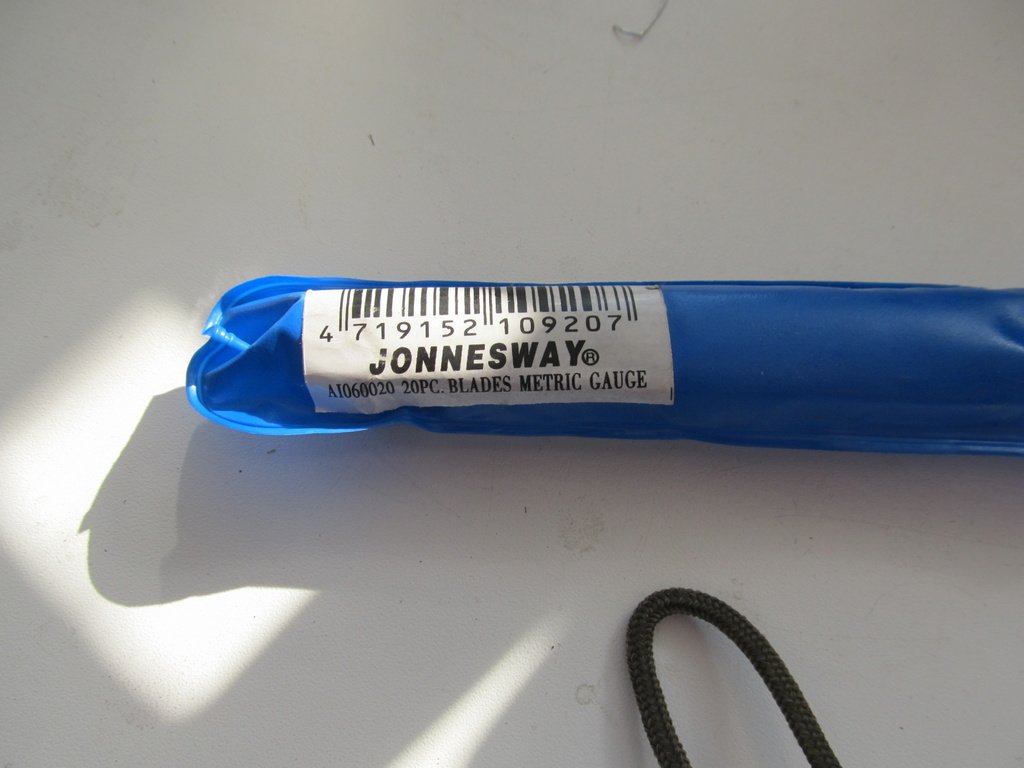 4 719152 109207
JONNESWAY®
AI060020 20PC. BLADES METRIC GAUGE